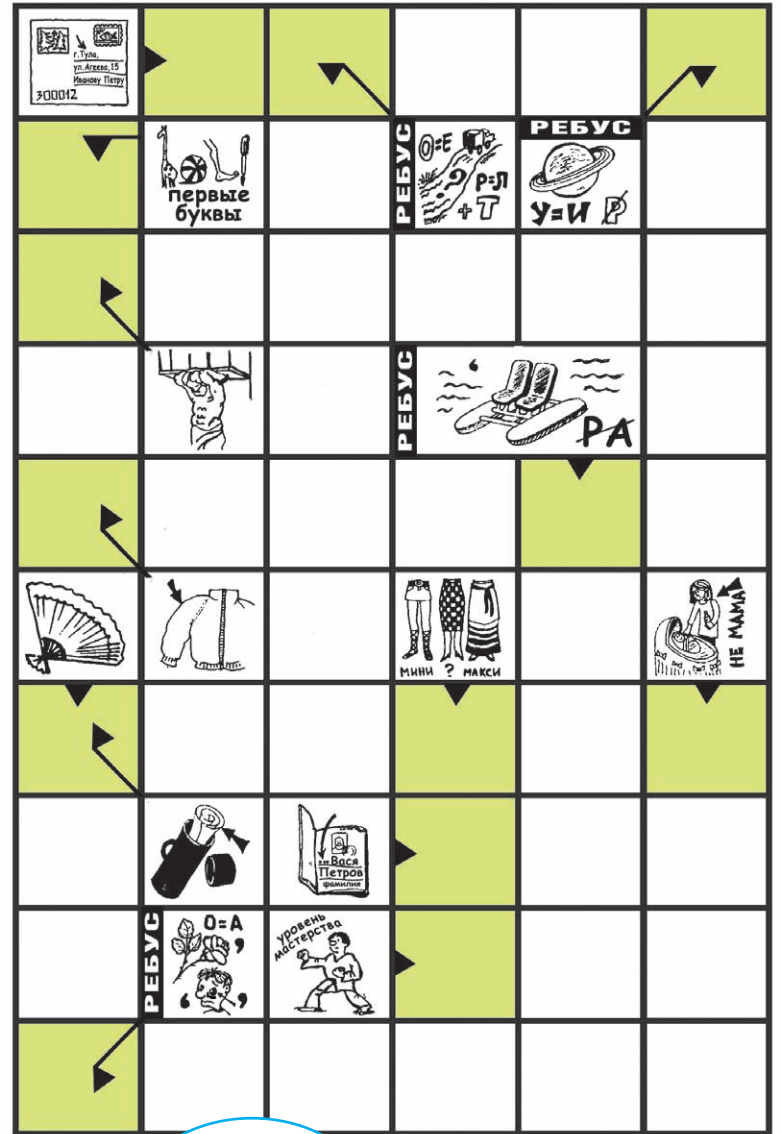 г.Тула,
ул.Агеева,15
Иванову Петру
300012
первые
буквы
РЕБУС
О=Е
?
Р=Л
+Т
РЕБУС
У=И Р
РЕБУС
‘
РА
МИНИ ? МАКСИ
НЕ МАМА
Вася
Петров
фамилия
РЕБУС
О=А
’
‘ ’
уровень
мастерства